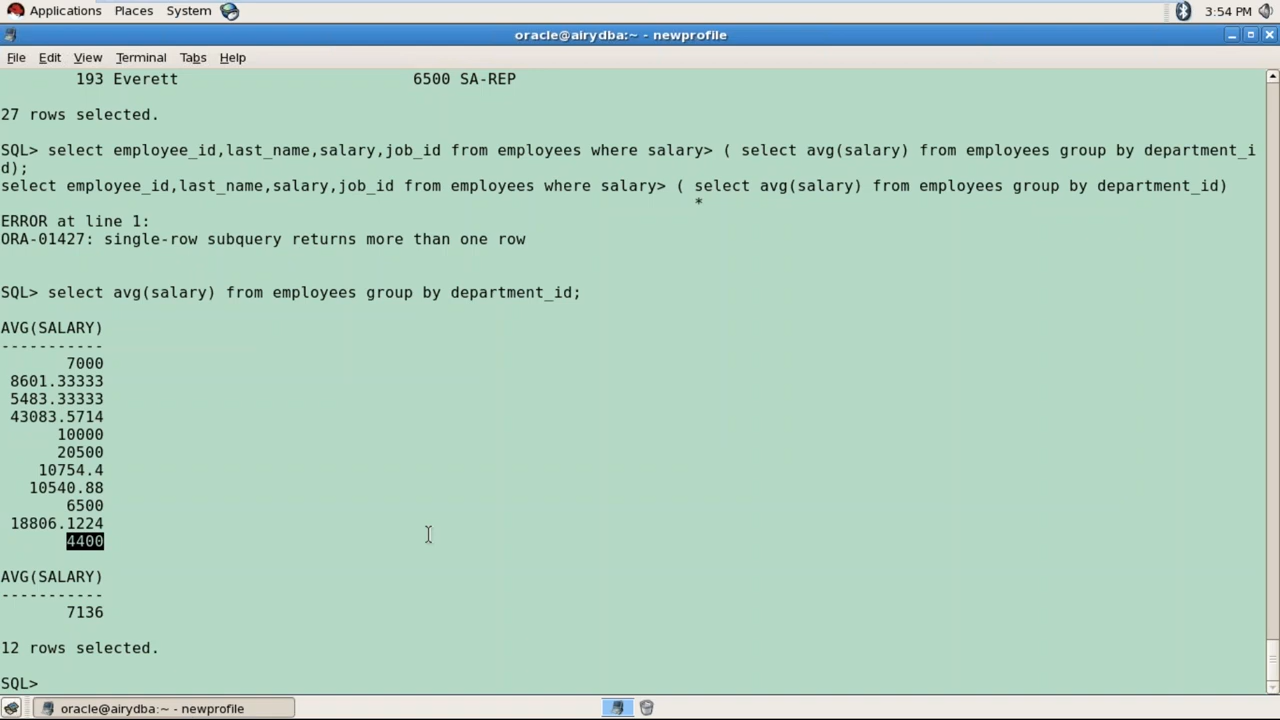 Applications Places System 3:54 PM
oracle@airydba:~ - newprofile
File Edit View Terminal Tabs Help
193 Everett 6500 SA-REP
27 rows selected.
SQL> select employee_id,last_name,salary,job_id from employees where salary> ( select avg(salary) from employees group by department_i
d);
select employee_id,last_name,salary,job_id from employees where salary> ( select avg(salary) from employees group by department_id)
*
ERROR at line 1:
ORA-01427: single-row subquery returns more than one row
SQL> select avg(salary) from employees group by department_id;
AVG(SALARY)
-----------
7000
8601.33333
5483.33333
43083.5714
10000
20500
10754.4
10540.88
6500
18806.1224
4400
AVG(SALARY)
-----------
7136
12 rows selected.
SQL>
oracle@airydba:~ - newprofile